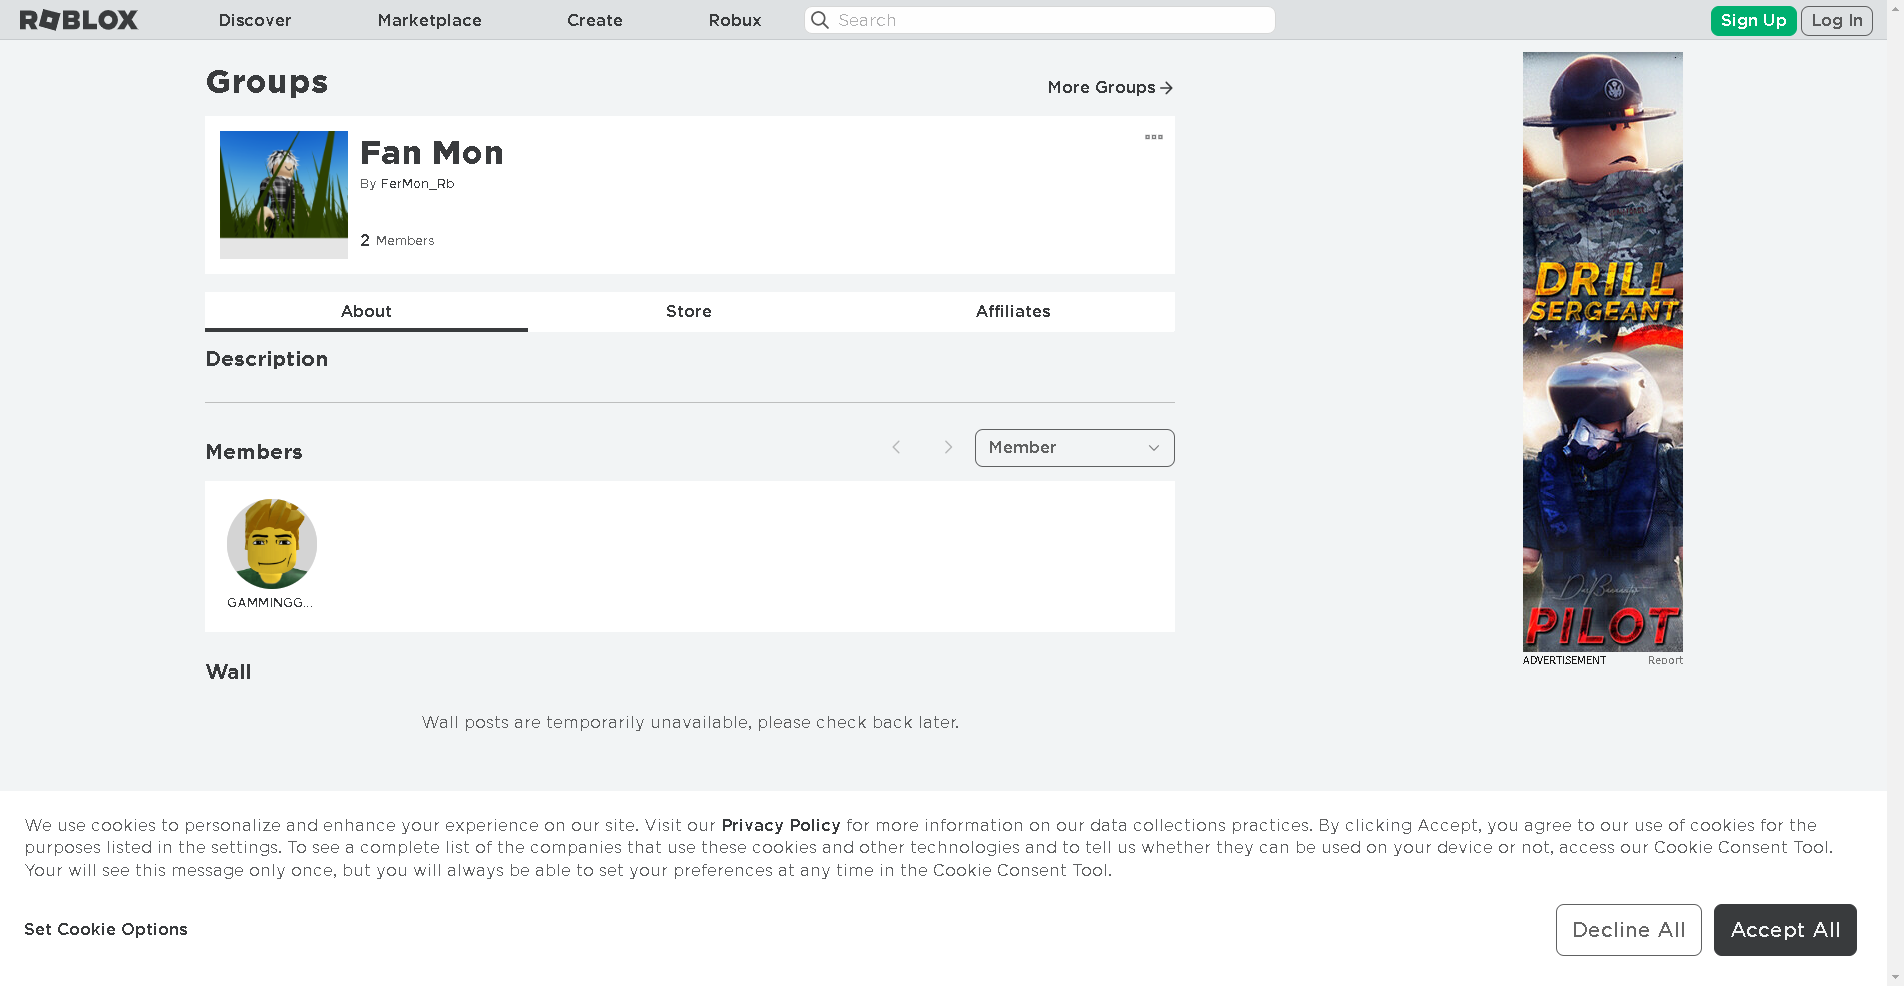 ROBLOX
Discover
Marketplace
Create
Robux
Search
Sign Up
Log In
Groups
More Groups
Fan Mon
By FerMon_Rb
2 Members
About
Store
Affiliates
Description
Members
Member
GAMMINGG...
Wall
Wall posts are temporarily unavailable, please check back later.
DRILL
SERGEANT
CAVIAR
PILOT
ADVERTISEMENT
Report
We use cookies to personalize and enhance your experience on our site. Visit our Privacy Policy for more information on our data collections practices. By clicking Accept, you agree to our use of cookies for the
purposes listed in the settings. To see a complete list of the companies that use these cookies and other technologies and to tell us whether they can be used on your device or not, access our Cookie Consent Tool.
Your will see this message only once, but you will always be able to set your preferences at any time in the Cookie Consent Tool.
Set Cookie Options
Decline All
Accept All